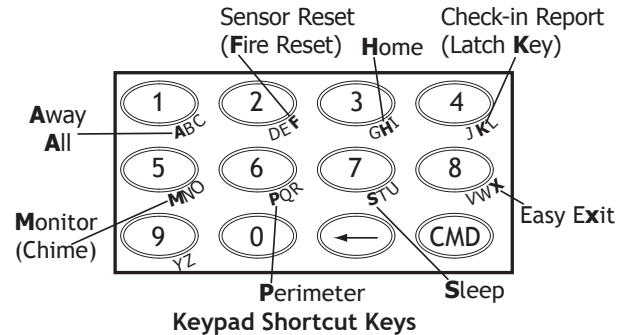 Sensor Reset
(Fire Reset)
Home
Check-in Report
(Latch Key)
Away
All
1
2
3
4
ABC
DEF
GHI
JKL
5
6
7
8
MNO
PQR
STU
VWX
Monitor
(Chime)
Easy Exit
9
0
CMD
YZ
Perimeter
Sleep
Keypad Shortcut Keys